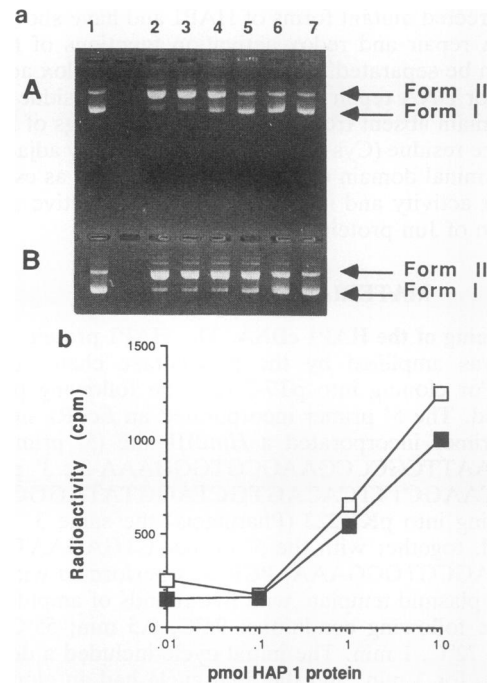 a
1 2 3 4 5 6 7
A
Form II
Form I
B
Form II
Form I
b
1500
1000
500
0
Radioactivity (cpm)
·01 ·1 1 10
pmol HAP 1 protein